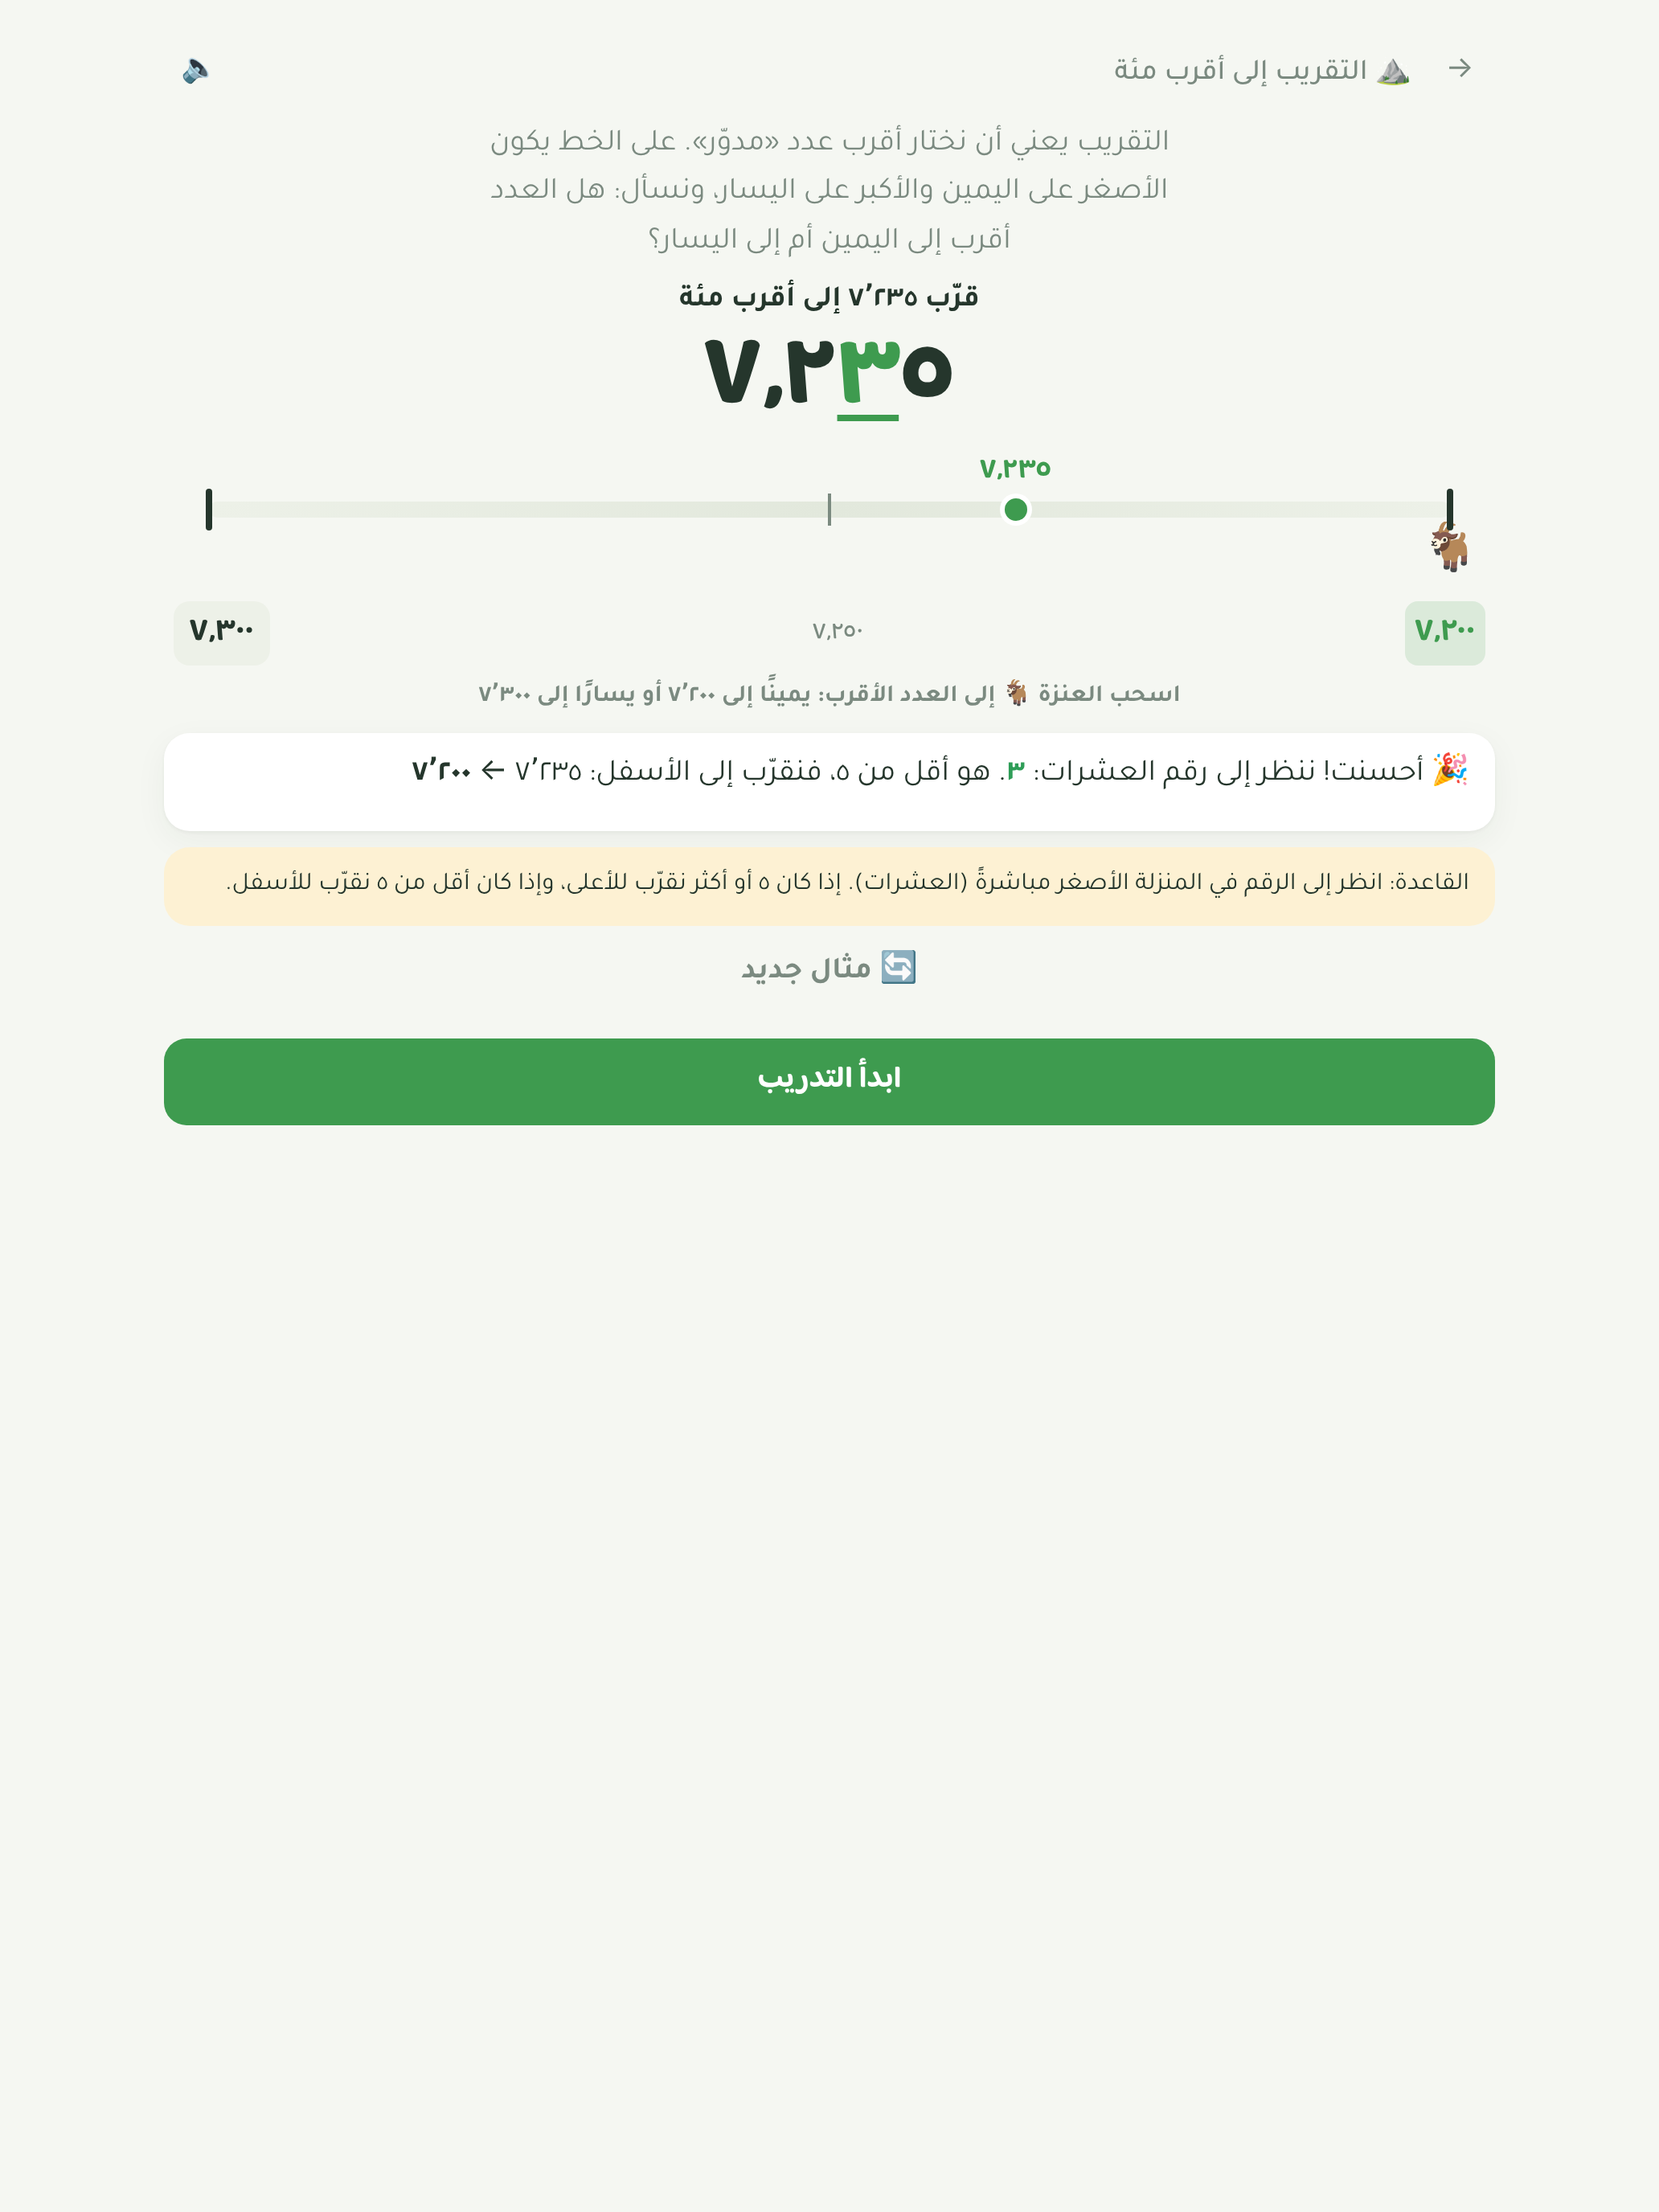 التقريب إلى أقرب مئة
التقريب يعني أن نختار أقرب عدد «مدوّر». على الخط يكون
الأصغر على اليمين والأكبر على اليسار، ونسأل: هل العدد
أقرب إلى اليمين أم إلى اليسار؟
قرّب ٧٬٢٣٥ إلى أقرب مئة
٧,٢٣٥
٧,٢٣٥
٧,٢٠٠
٧,٢٥٠
٧,٣٠٠
اسحب العنزة 🐐 إلى العدد الأقرب: يمينًا إلى ٧٬٢٠٠ أو يسارًا إلى ٧٬٣٠٠
🎉 أحسنت! ننظر إلى رقم العشرات: ٣. هو أقل من ٥، فنقرّب إلى الأسفل: ٧٬٢٣٥ ← ٧٬٢٠٠
القاعدة: انظر إلى الرقم في المنزلة الأصغر مباشرةً (العشرات). إذا كان ٥ أو أكثر نقرّب للأعلى، وإذا كان أقل من ٥ نقرّب للأسفل.
🔄 مثال جديد
ابدأ التدريب